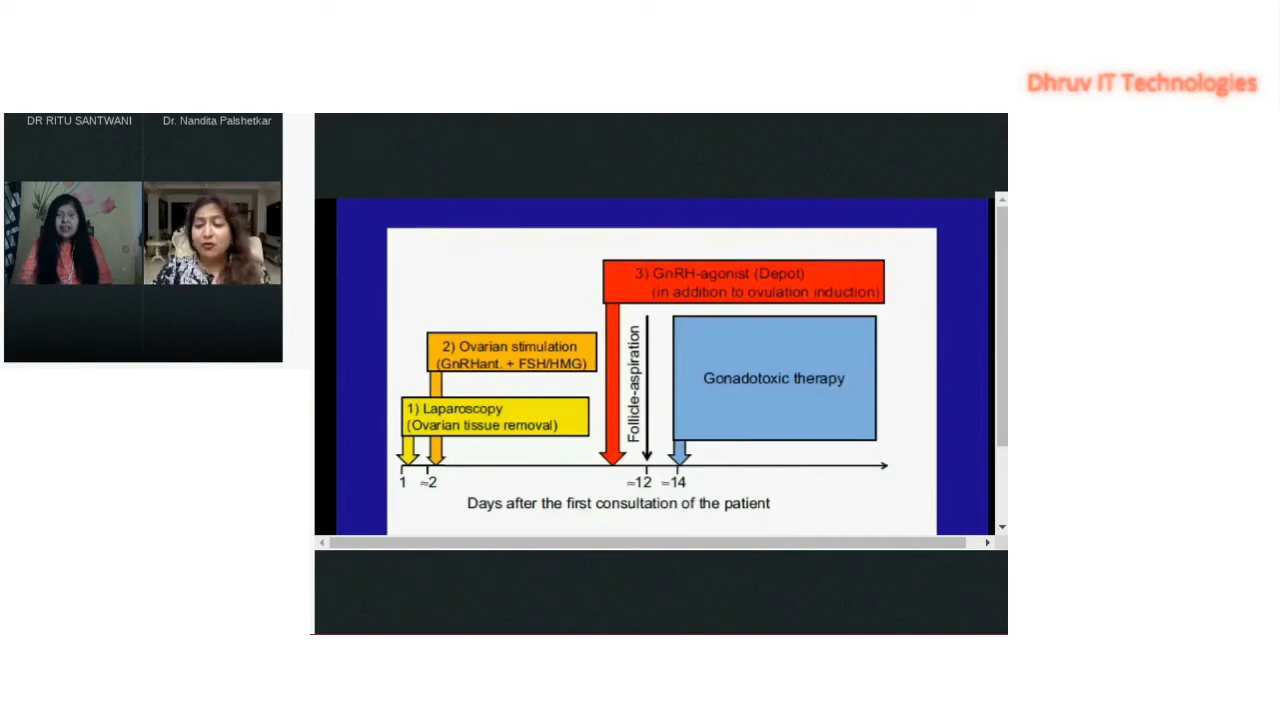 Dhruv IT Technologies
DR RITU SANTWANI
Dr. Nandita Palshetkar
3) GnRH-agonist (Depot)
(in addition to ovulation induction)
Follicle-aspiration
2) Ovarian stimulation
(GnRHant. + FSH/HMG)
Gonadotoxic therapy
1) Laparoscopy
(Ovarian tissue removal)
1 ≈2 ≈12 ≈14
Days after the first consultation of the patient